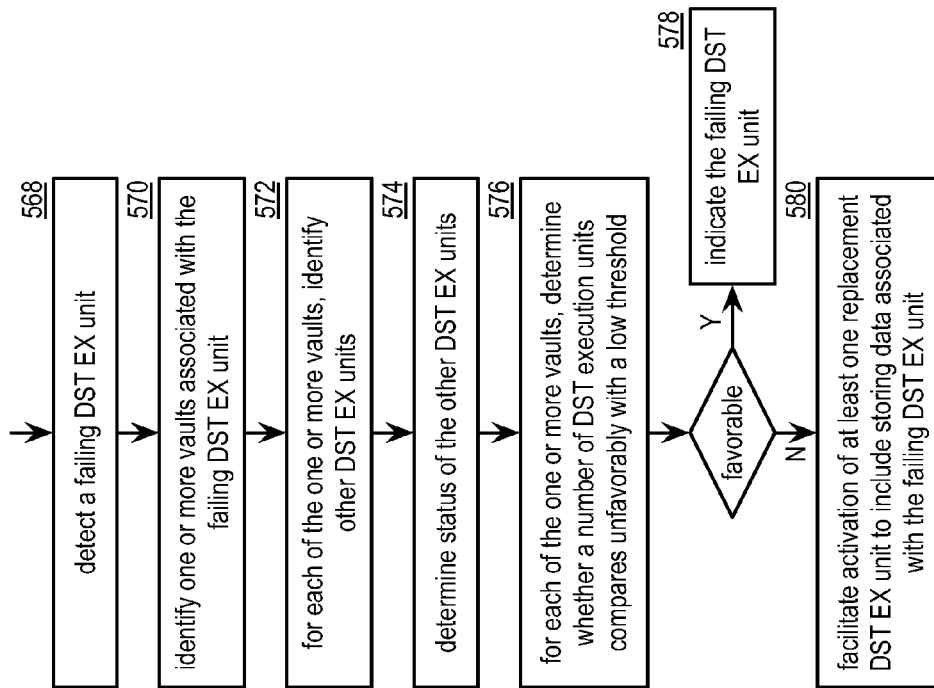 568
detect a failing DST EX unit
570
identify one or more vaults associated with the
failing DST EX unit
572
for each of the one or more vaults, identify
other DST EX units
574
determine status of the other DST EX units
576
for each of the one or more vaults, determine
whether a number of DST execution units
compares unfavorably with a low threshold
favorable
Y
578
indicate the failing DST
EX unit
N
580
facilitate activation of at least one replacement
DST EX unit to include storing data associated
with the failing DST EX unit